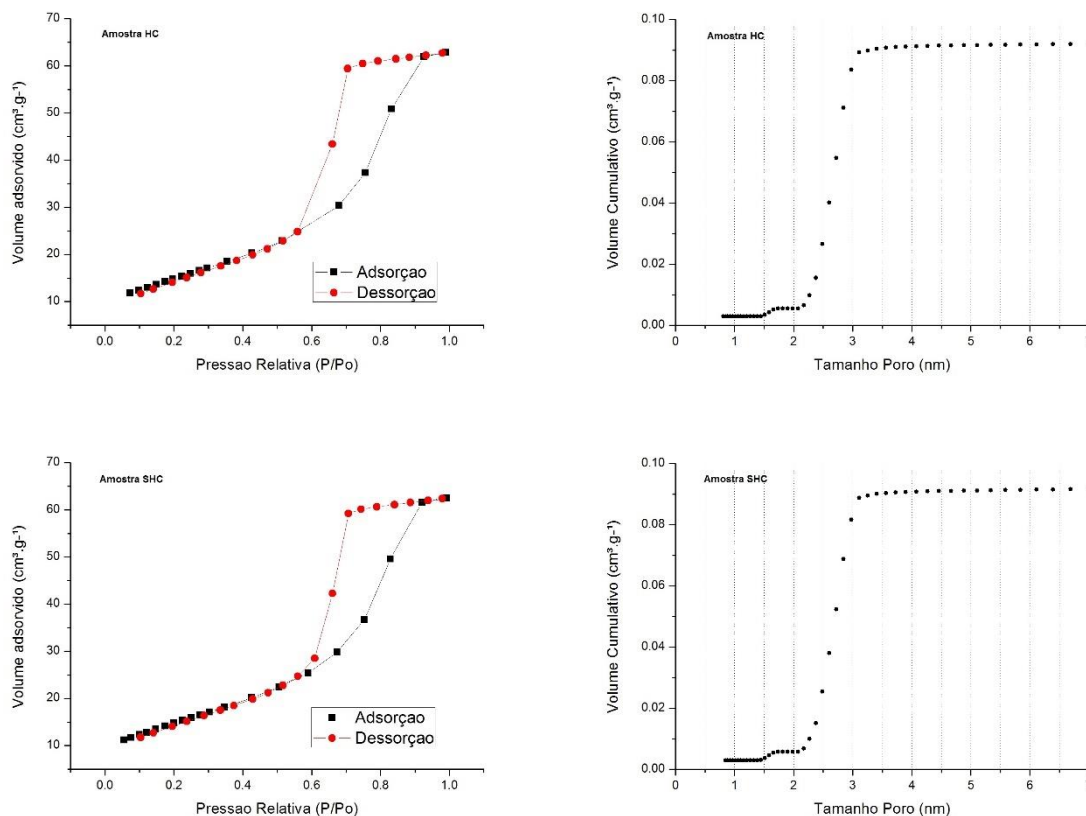 Amostra HC
Volume adsorvido (cm³.g⁻¹)
70
60
50
40
30
20
10
Adsorçao
Dessorçao
0.0 0.2 0.4 0.6 0.8 1.0
Pressao Relativa (P/Po)
Amostra HC
Volume Cumulativo (cm³.g⁻¹)
0.10
0.08
0.06
0.04
0.02
0.00
0 1 2 3 4 5 6 7
Tamanho Poro (nm)
Amostra SHC
Volume adsorvido (cm³.g⁻¹)
70
60
50
40
30
20
10
Adsorçao
Dessorçao
0.0 0.2 0.4 0.6 0.8 1.0
Pressao Relativa (P/Po)
Amostra SHC
Volume Cumulativo (cm³.g⁻¹)
0.10
0.08
0.06
0.04
0.02
0.00
0 1 2 3 4 5 6 7
Tamanho Poro (nm)